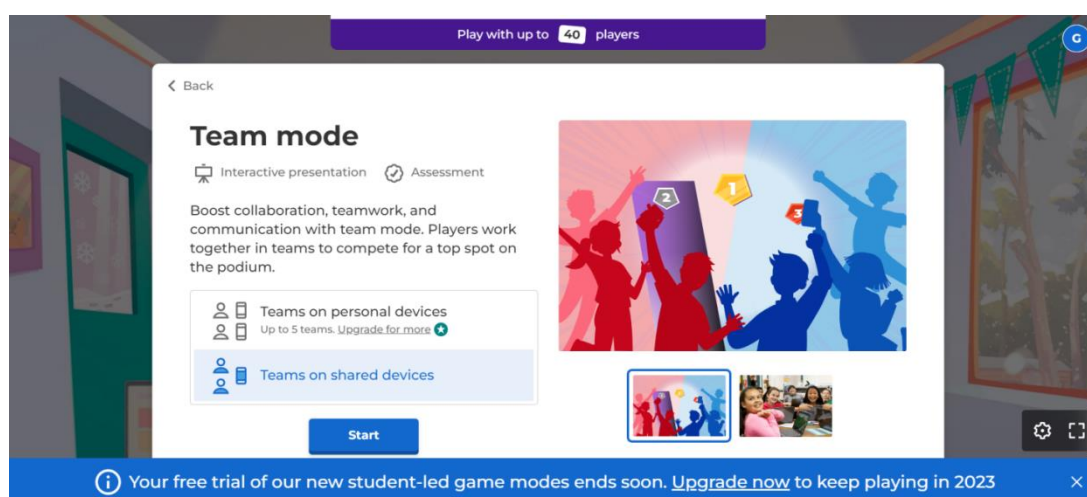 Play with up to 40 players
G
Back
Team mode
Interactive presentation Assessment
Boost collaboration, teamwork, and
communication with team mode. Players work
together in teams to compete for a top spot on
the podium.
Teams on personal devices
Up to 5 teams. Upgrade for more
Teams on shared devices
Start
1
2
3
Your free trial of our new student-led game modes ends soon. Upgrade now to keep playing in 2023